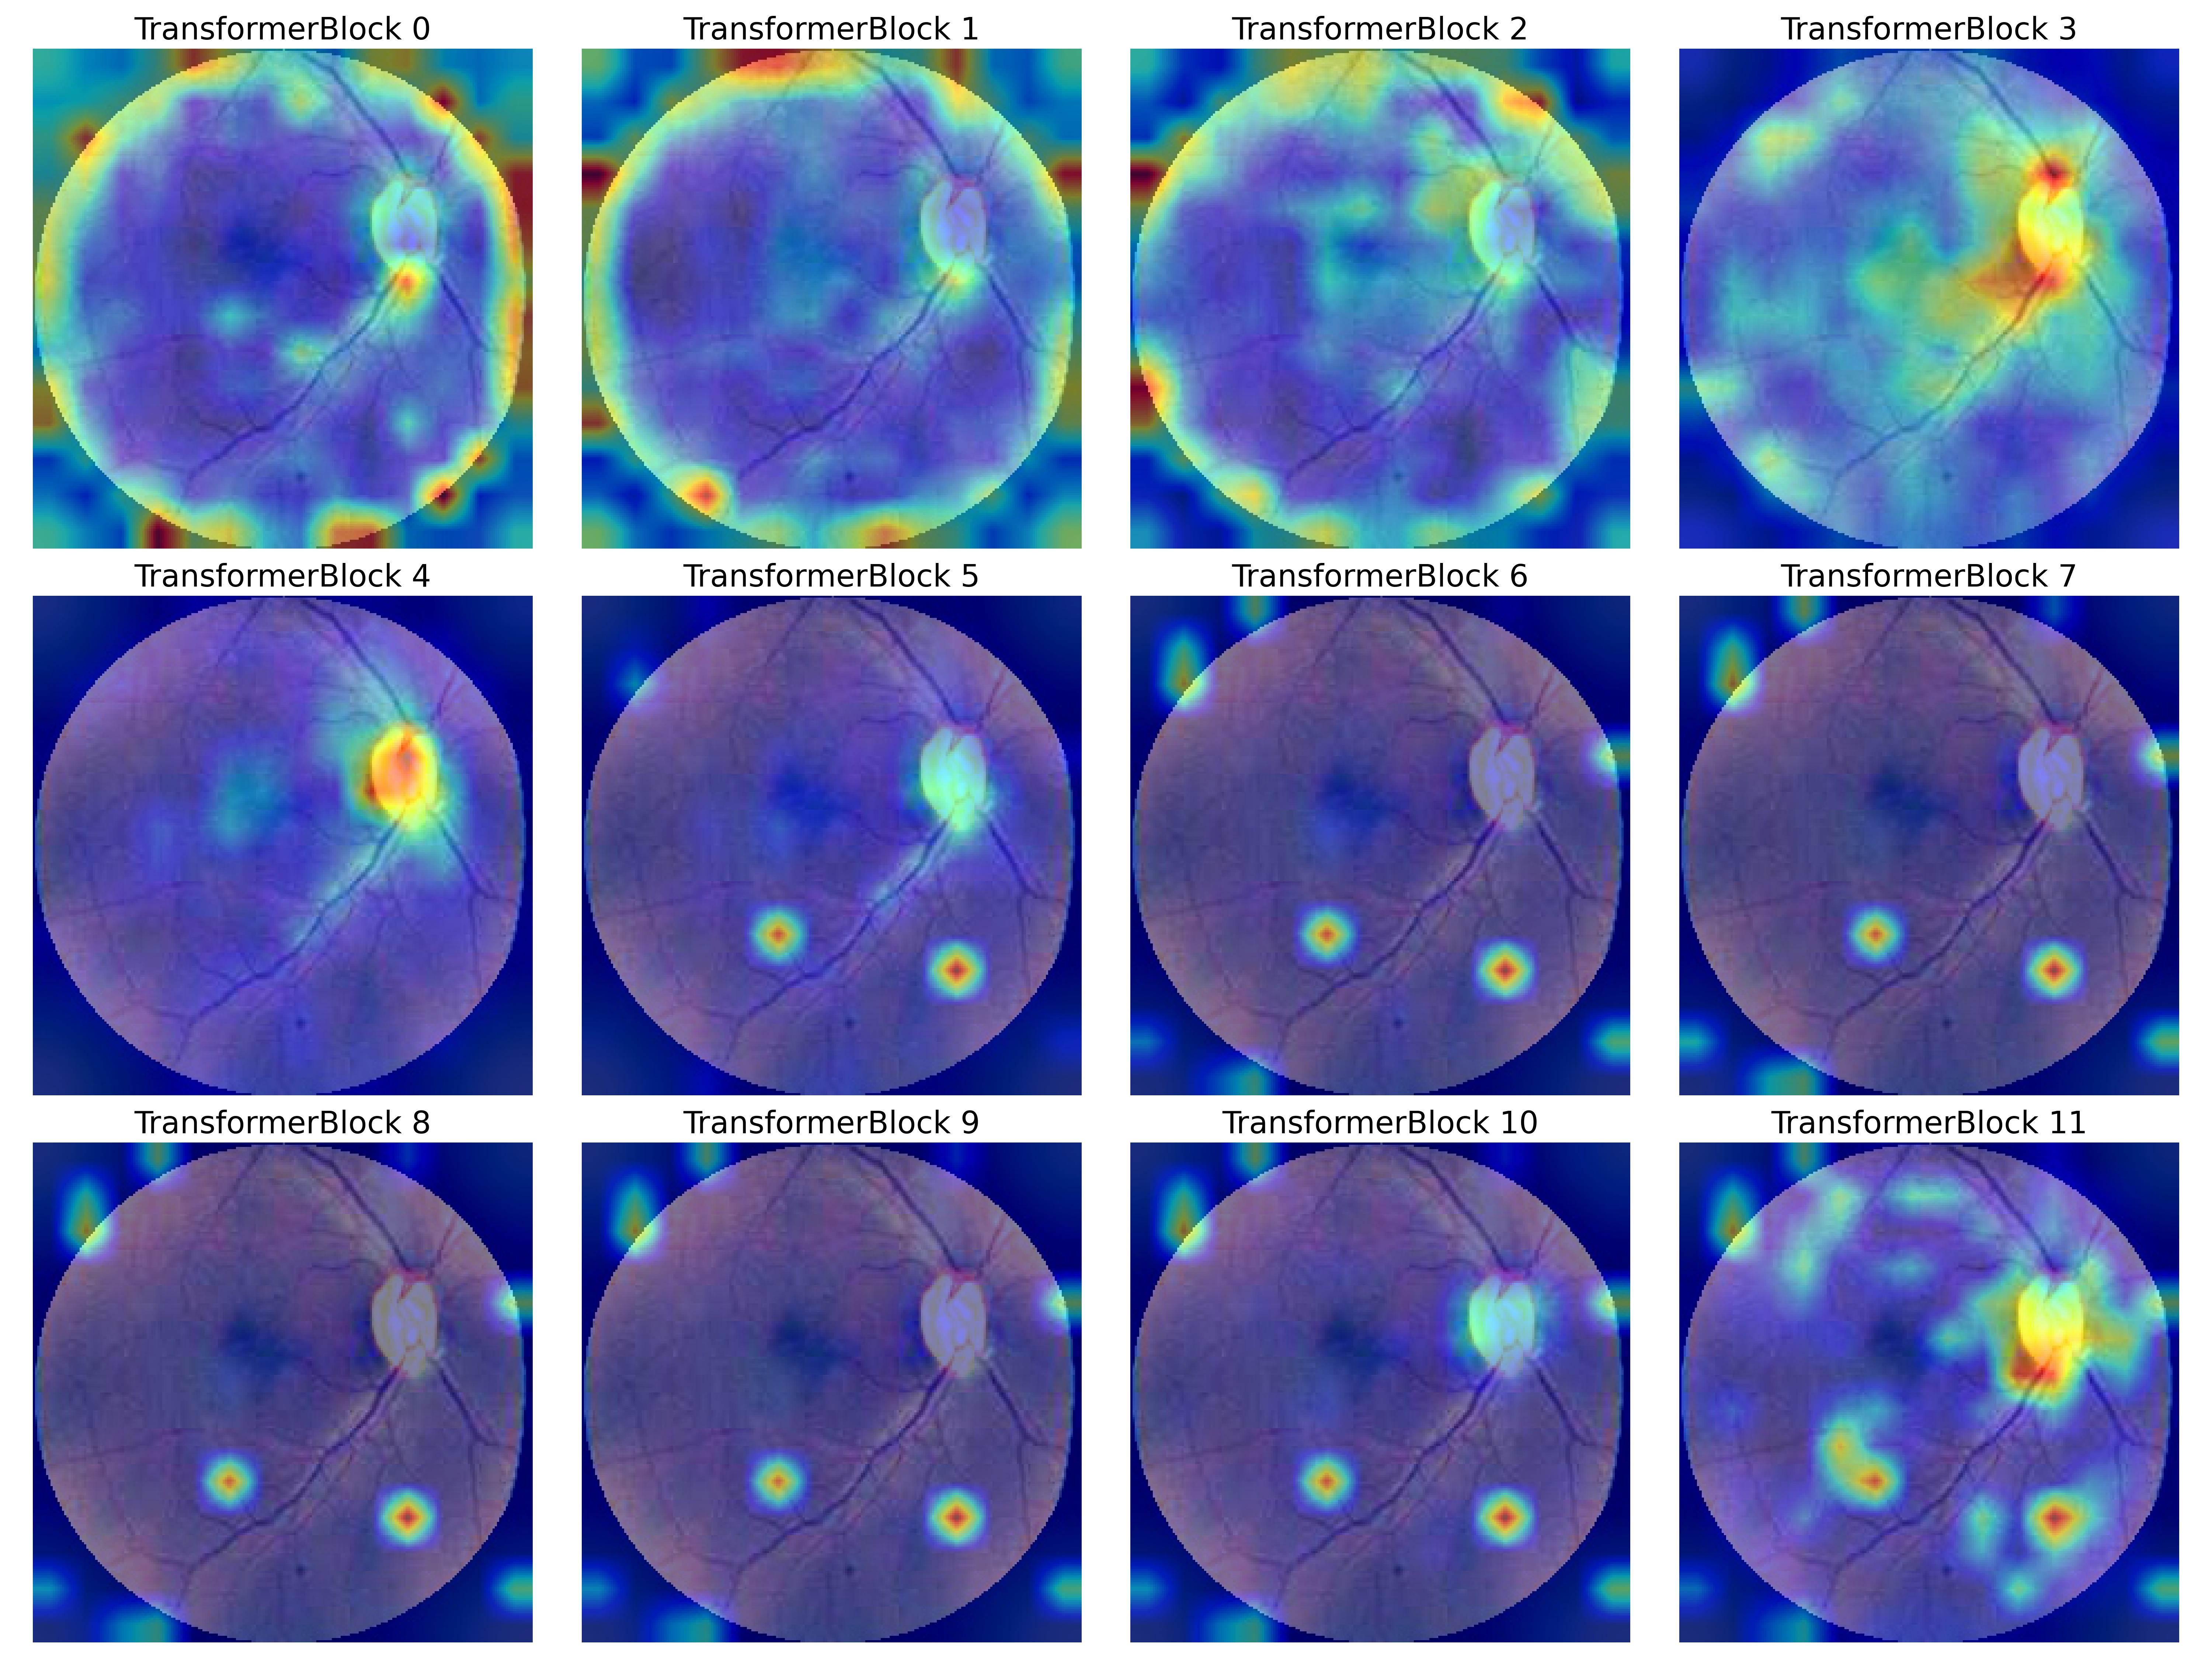 TransformerBlock 0
TransformerBlock 1
TransformerBlock 2
TransformerBlock 3
TransformerBlock 4
TransformerBlock 5
TransformerBlock 6
TransformerBlock 7
TransformerBlock 8
TransformerBlock 9
TransformerBlock 10
TransformerBlock 11